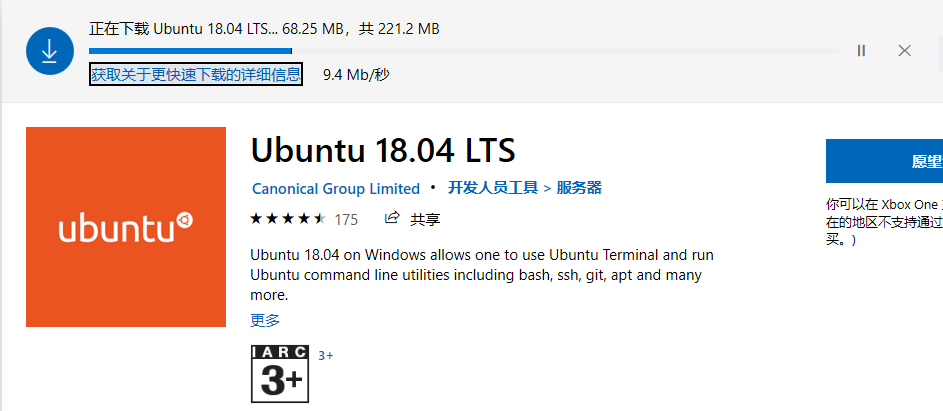 正在下载 Ubuntu 18.04 LTS... 68.25 MB，共 221.2 MB
获取关于更快速下载的详细信息 9.4 Mb/秒
ubuntu
Ubuntu 18.04 LTS
Canonical Group Limited • 开发人员工具 > 服务器
175 共享
Ubuntu 18.04 on Windows allows one to use Ubuntu Terminal and run
Ubuntu command line utilities including bash, ssh, git, apt and many
more.
更多
IARC
3+
3+
愿望
你可以在 Xbox One
在的地区不支持通过
买。)